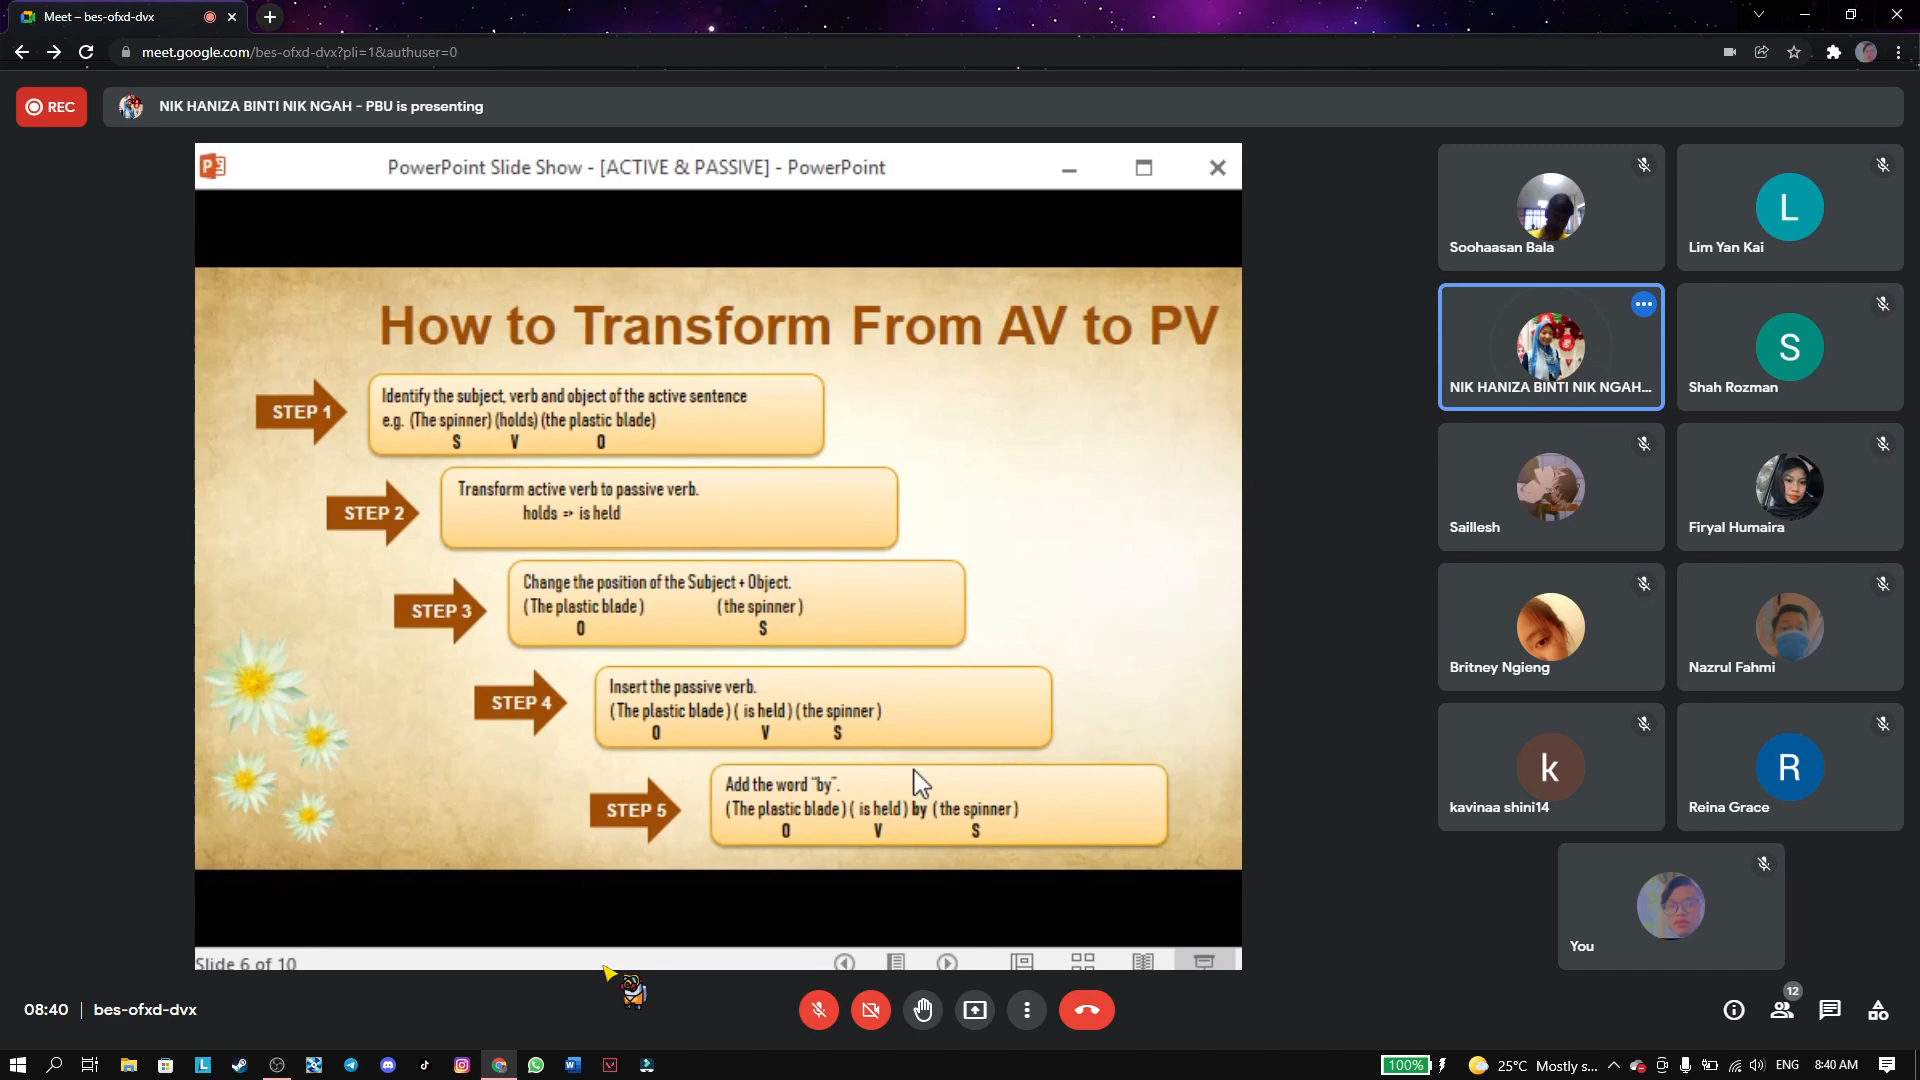 Meet – bes-ofxd-dvx
meet.google.com/bes-ofxd-dvx?pli=1&authuser=0
REC
NIK HANIZA BINTI NIK NGAH - PBU is presenting
PowerPoint Slide Show - [ACTIVE & PASSIVE] - PowerPoint
How to Transform From AV to PV
STEP 1
Identify the subject, verb and object of the active sentence
e.g. (The spinner) (holds) (the plastic blade)
S V O
STEP 2
Transform active verb to passive verb.
holds => is held
STEP 3
Change the position of the Subject + Object.
(The plastic blade) (the spinner)
O S
STEP 4
Insert the passive verb.
(The plastic blade) ( is held) (the spinner)
O V S
STEP 5
Add the word "by".
(The plastic blade) ( is held) by (the spinner)
O V S
Slide 6 of 10
Soohaasan Bala
L
Lim Yan Kai
NIK HANIZA BINTI NIK NGAH...
S
Shah Rozman
Saillesh
Firyal Humaira
Britney Ngieng
Nazrul Fahmi
k
kavinaa shini14
R
Reina Grace
You
08:40 | bes-ofxd-dvx
12
100%
25°C Mostly s...
ENG
8:40 AM